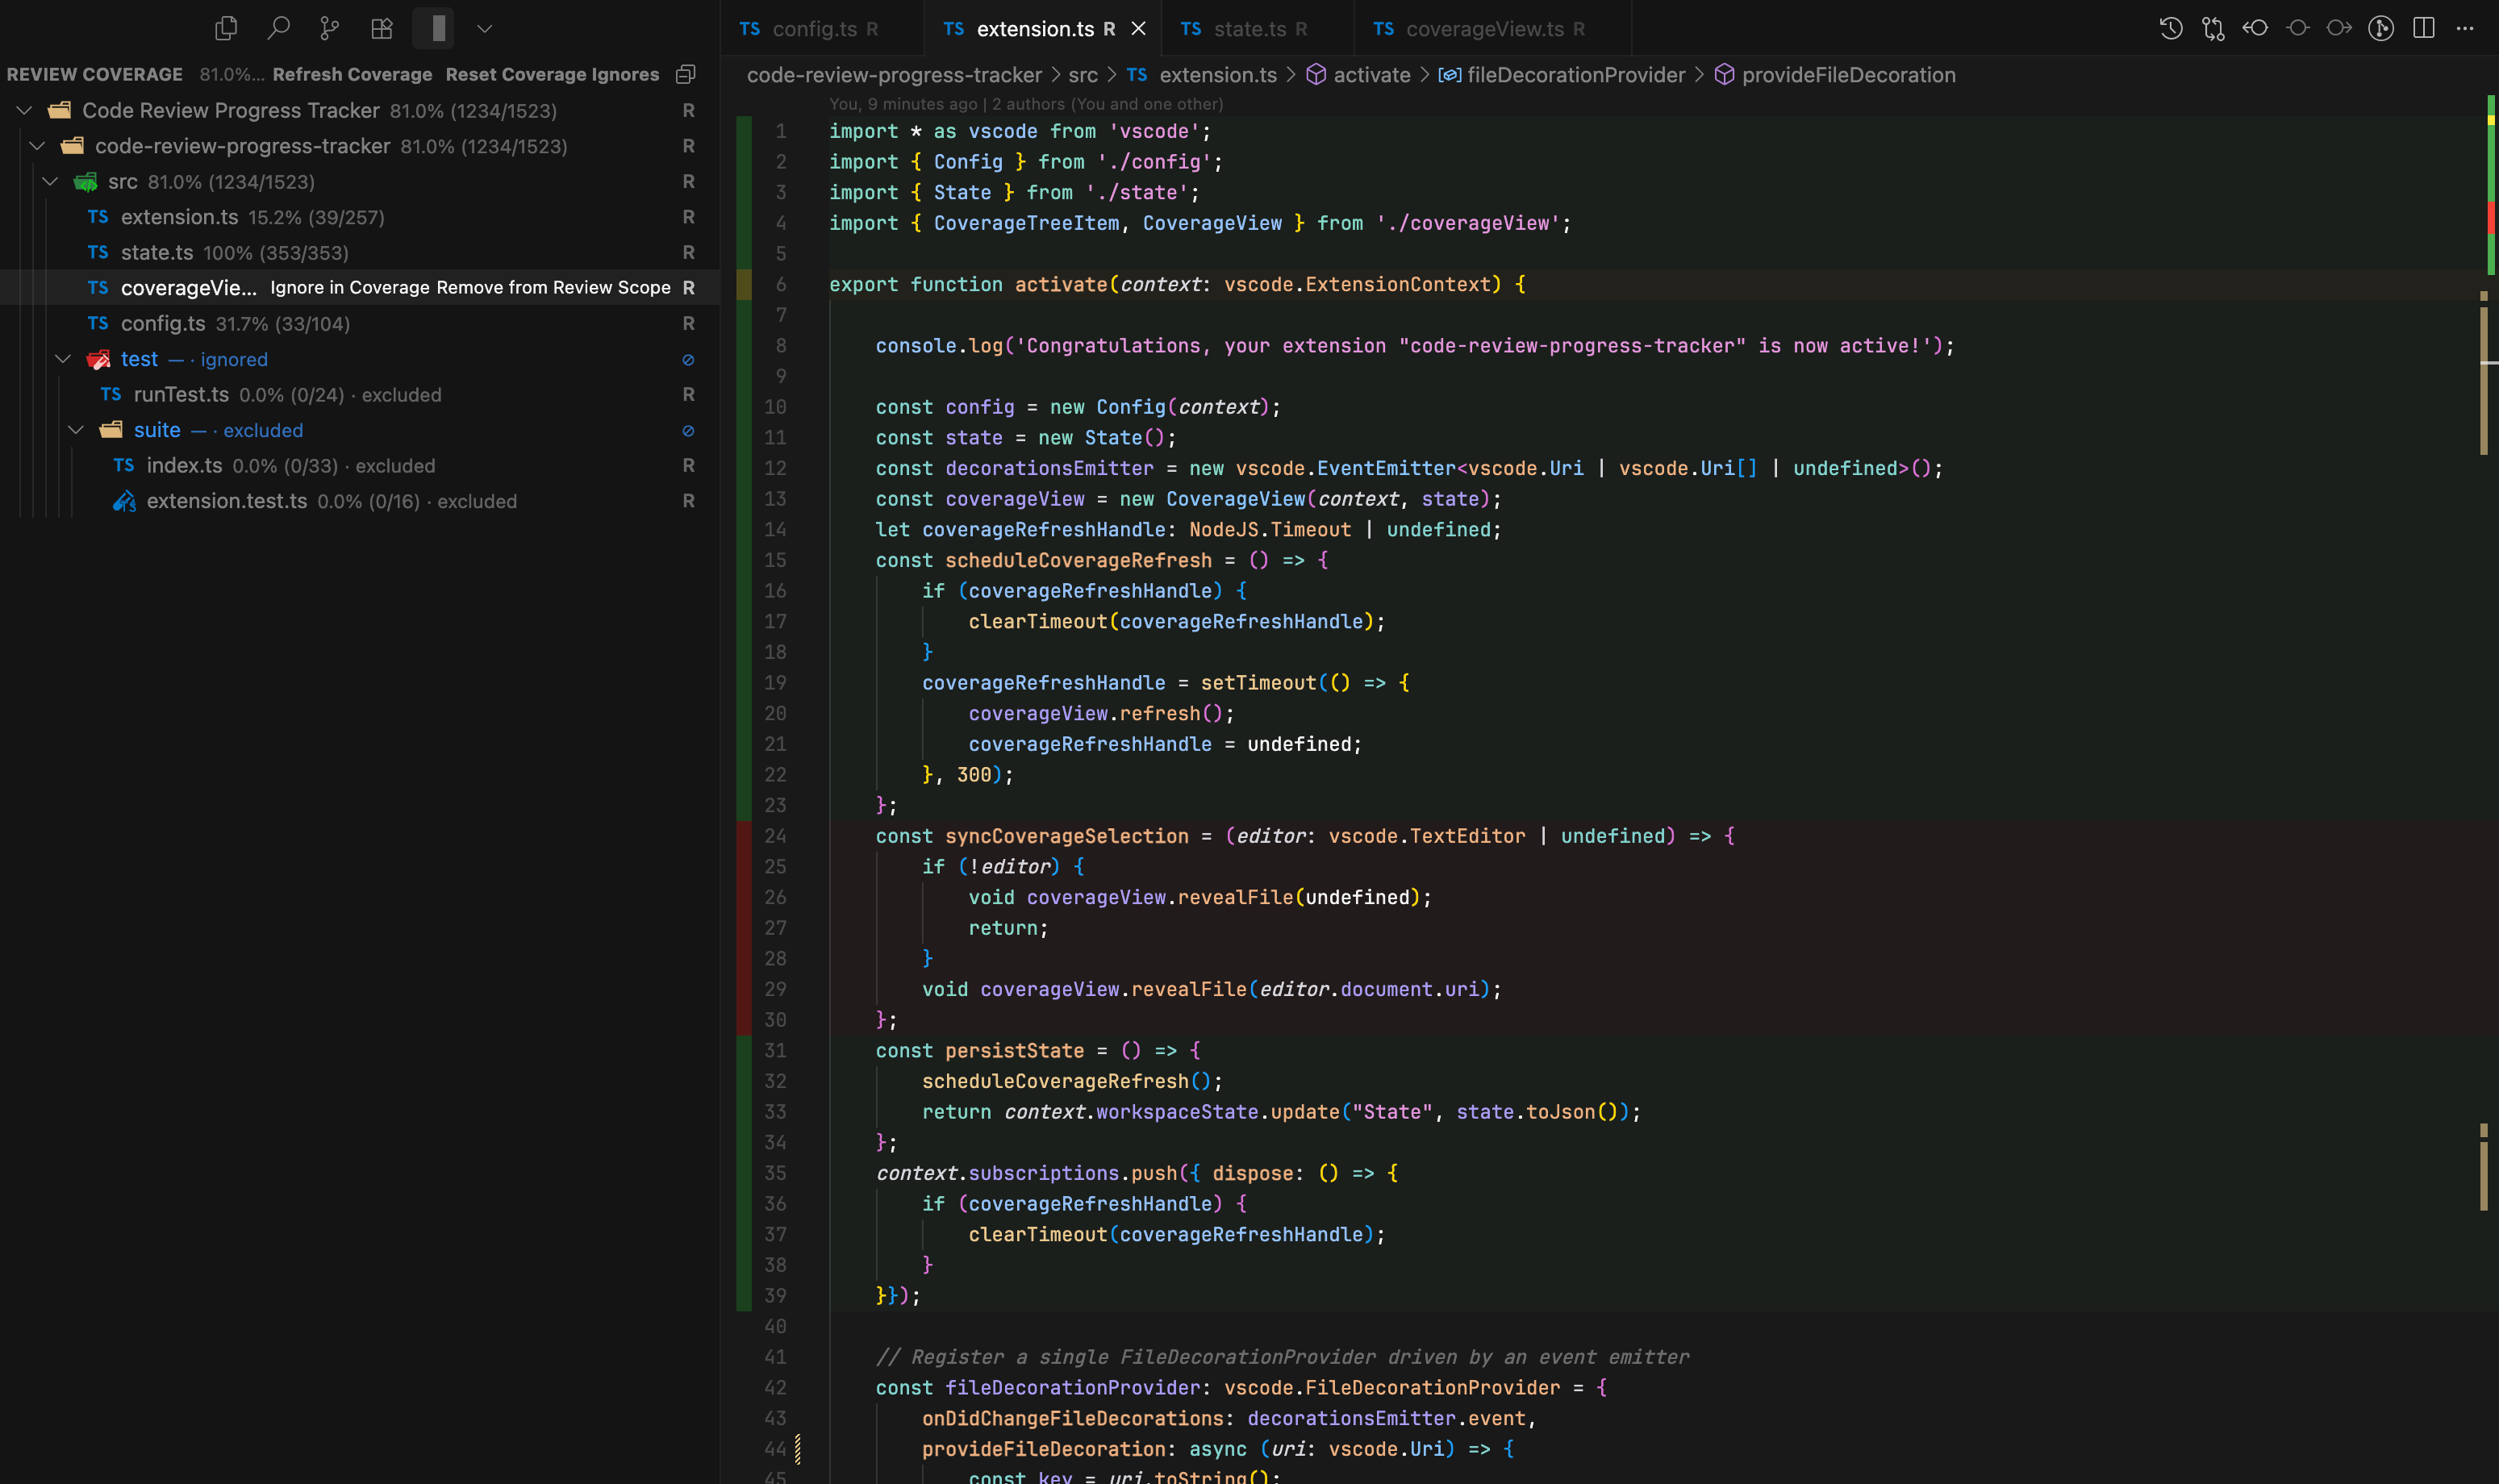 TS config.ts R
TS extension.ts R
TS state.ts R
TS coverageView.ts R
REVIEW COVERAGE 81.0%... Refresh Coverage Reset Coverage Ignores
code-review-progress-tracker > src > TS extension.ts > activate > fileDecorationProvider > provideFileDecoration
Code Review Progress Tracker 81.0% (1234/1523) R
code-review-progress-tracker 81.0% (1234/1523) R
src 81.0% (1234/1523) R
TS extension.ts 15.2% (39/257) R
TS state.ts 100% (353/353) R
TS coverageVie... Ignore in Coverage Remove from Review Scope R
TS config.ts 31.7% (33/104) R
test — · ignored
TS runTest.ts 0.0% (0/24) · excluded R
suite — · excluded
TS index.ts 0.0% (0/33) · excluded R
TS extension.test.ts 0.0% (0/16) · excluded R
You, 9 minutes ago | 2 authors (You and one other)
1 import * as vscode from 'vscode';
2 import { Config } from './config';
3 import { State } from './state';
4 import { CoverageTreeItem, CoverageView } from './coverageView';
5
6 export function activate(context: vscode.ExtensionContext) {
7
8 console.log('Congratulations, your extension "code-review-progress-tracker" is now active!');
9
10 const config = new Config(context);
11 const state = new State();
12 const decorationsEmitter = new vscode.EventEmitter<vscode.Uri | vscode.Uri[] | undefined>();
13 const coverageView = new CoverageView(context, state);
14 let coverageRefreshHandle: NodeJS.Timeout | undefined;
15 const scheduleCoverageRefresh = () => {
16 if (coverageRefreshHandle) {
17 clearTimeout(coverageRefreshHandle);
18 }
19 coverageRefreshHandle = setTimeout(() => {
20 coverageView.refresh();
21 coverageRefreshHandle = undefined;
22 }, 300);
23 };
24 const syncCoverageSelection = (editor: vscode.TextEditor | undefined) => {
25 if (!editor) {
26 void coverageView.revealFile(undefined);
27 return;
28 }
29 void coverageView.revealFile(editor.document.uri);
30 };
31 const persistState = () => {
32 scheduleCoverageRefresh();
33 return context.workspaceState.update("State", state.toJson());
34 };
35 context.subscriptions.push({ dispose: () => {
36 if (coverageRefreshHandle) {
37 clearTimeout(coverageRefreshHandle);
38 }
39 }});
40
41 // Register a single FileDecorationProvider driven by an event emitter
42 const fileDecorationProvider: vscode.FileDecorationProvider = {
43 onDidChangeFileDecorations: decorationsEmitter.event,
44 provideFileDecoration: async (uri: vscode.Uri) => {
45 const key = uri.toString();